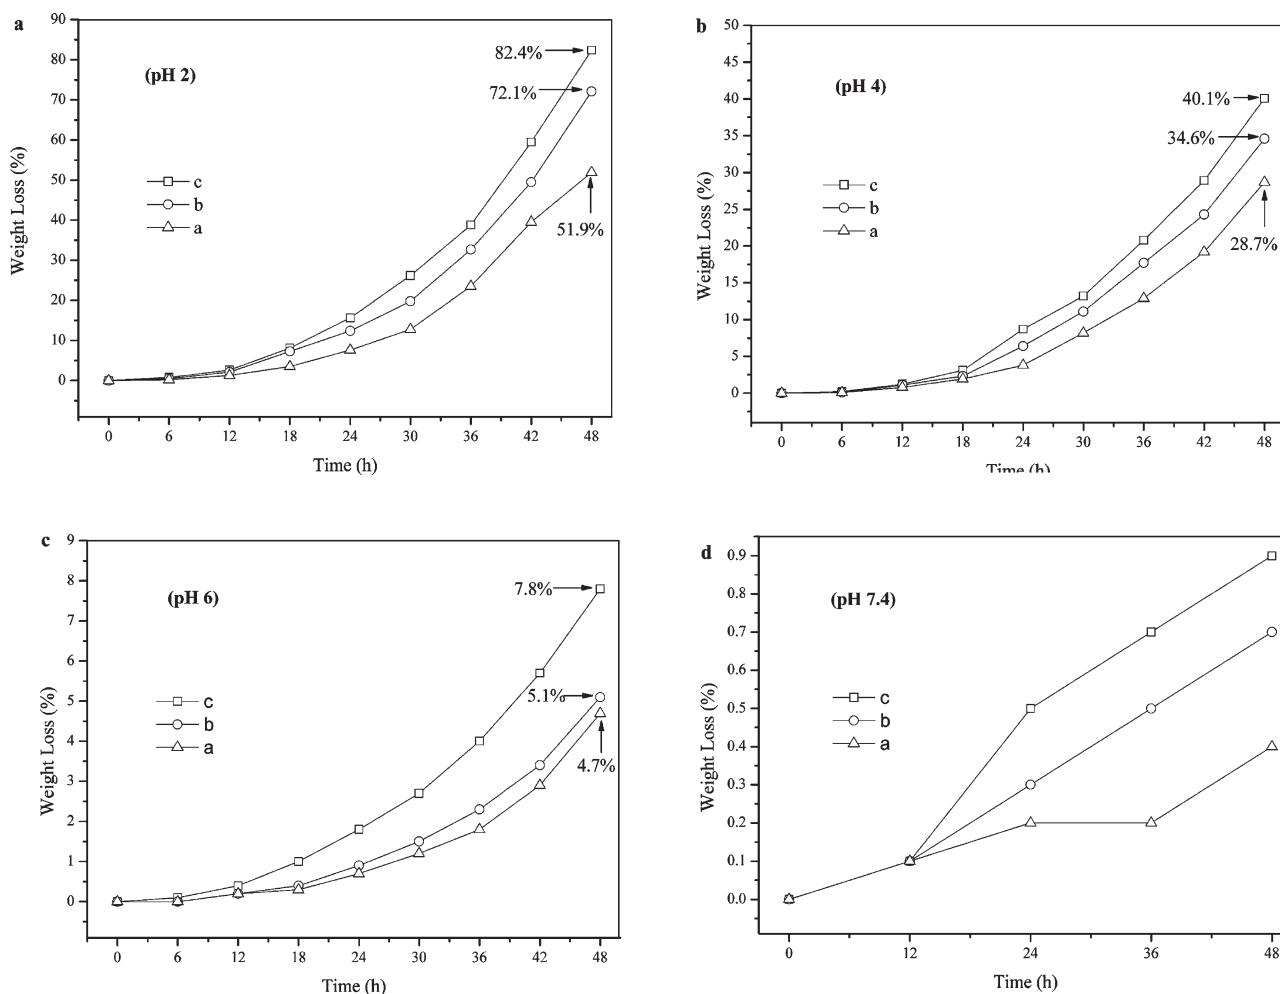 a
90
80
70
60
50
40
30
20
10
0
Weight Loss (%)
(pH 2)
82.4%
72.1%
51.9%
c
b
a
0 6 12 18 24 30 36 42 48
Time (h)
b
50
45
40
35
30
25
20
15
10
5
0
Weight Loss (%)
(pH 4)
40.1%
34.6%
28.7%
c
b
a
0 6 12 18 24 30 36 42 48
Time (h)
c
9
8
7
6
5
4
3
2
1
0
Weight Loss (%)
(pH 6)
7.8%
5.1%
4.7%
c
b
a
0 6 12 18 24 30 36 42 48
Time (h)
d
0.9
0.8
0.7
0.6
0.5
0.4
0.3
0.2
0.1
0.0
Weight Loss (%)
(pH 7.4)
c
b
a
0 12 24 36 48
Time (h)